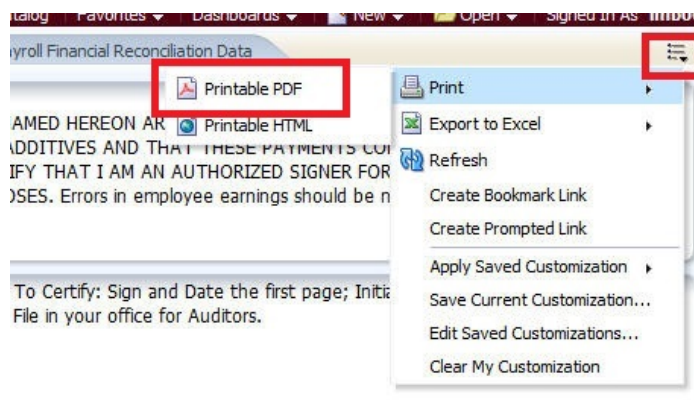 Favorites Dashboards New Open Signed In As
yroll Financial Reconciliation Data
Printable PDF
Printable HTML
Print
Export to Excel
Refresh
Create Bookmark Link
Create Prompted Link
Apply Saved Customization
Save Current Customization...
Edit Saved Customizations...
Clear My Customization
AMED HEREON AR
ADDITIVES AND THAT THESE PAYMENTS
IFY THAT I AM AN AUTHORIZED SIGNER FOR
OSES. Errors in employee earnings should be
To Certify: Sign and Date the first page;
File in your office for Auditors.